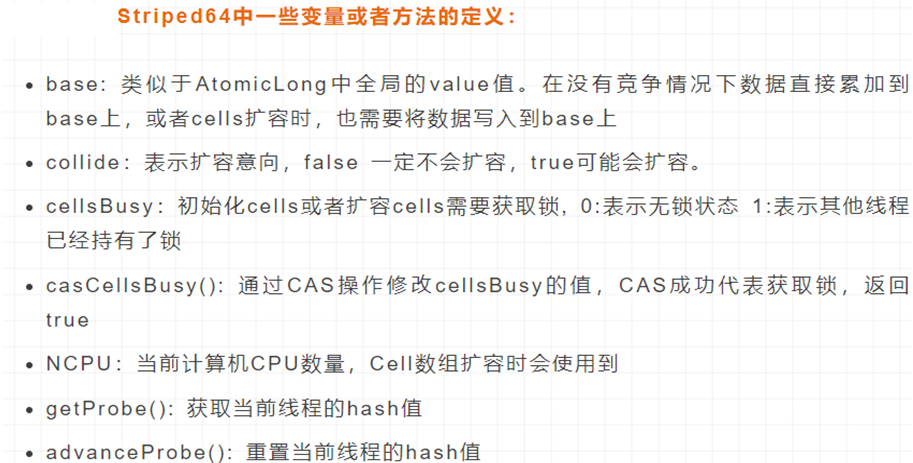 Striped64中一些变量或者方法的定义：
base: 类似于AtomicLong中全局的value值。在没有竞争情况下数据直接累加到
base上，或者cells扩容时，也需要将数据写入到base上
collide：表示扩容意向，false 一定不会扩容，true可能会扩容。
cellsBusy：初始化cells或者扩容cells需要获取锁，0:表示无锁状态 1:表示其他线程
已经持有了锁
casCellsBusy(): 通过CAS操作修改cellsBusy的值，CAS成功代表获取锁，返回
true
NCPU：当前计算机CPU数量，Cell数组扩容时会使用到
getProbe(): 获取当前线程的hash值
advanceProbe(): 重置当前线程的hash值